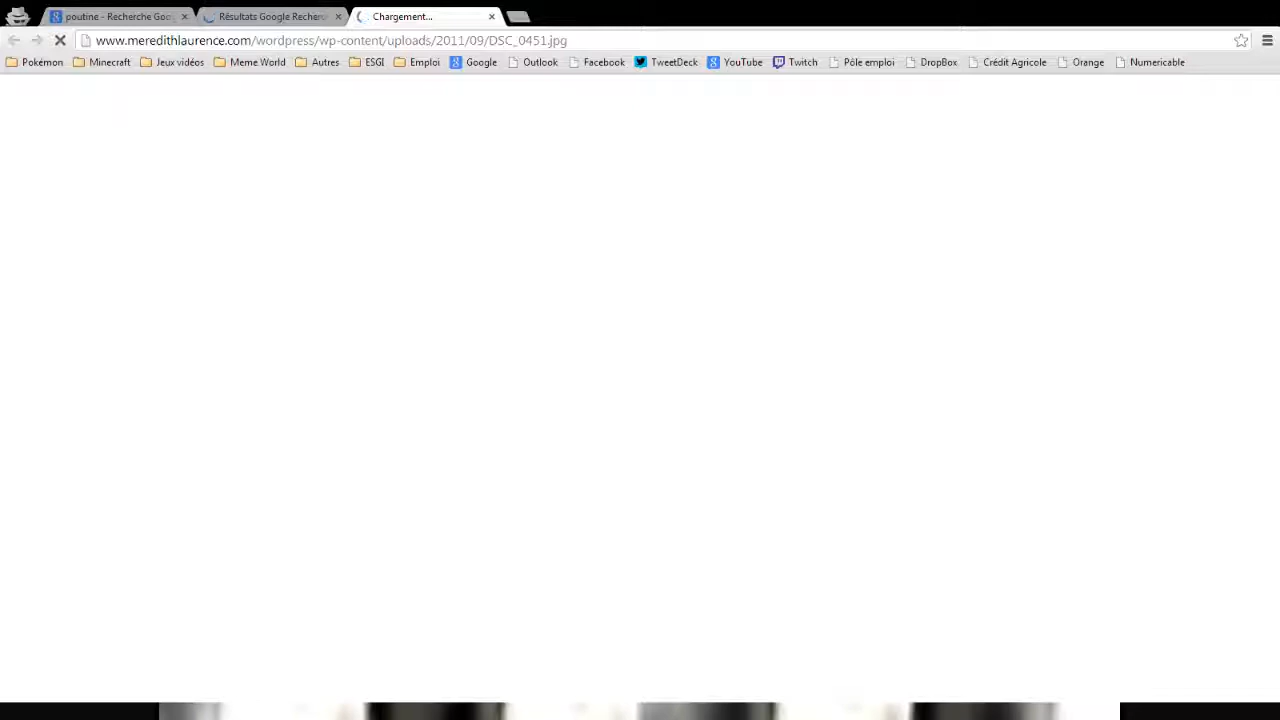 poutine - Recherche Goo
Résultats Google Recher
Chargement...
www.meredithlaurence.com/wordpress/wp-content/uploads/2011/09/DSC_0451.jpg
Pokémon Minecraft Jeux vidéos Meme World Autres ESGI Emploi Google Outlook Facebook TweetDeck YouTube Twitch Pôle emploi DropBox Crédit Agricole Orange Numericable